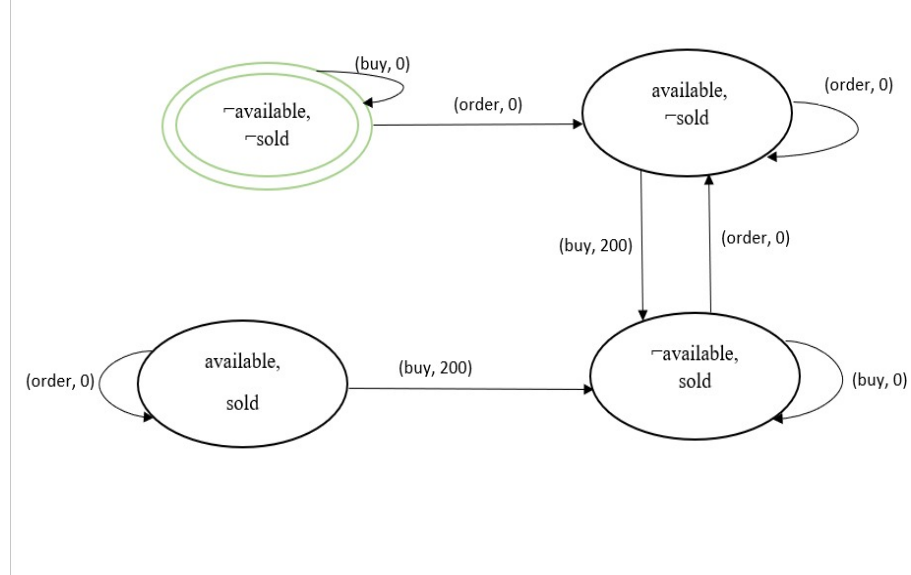 (buy, 0)
¬available,
¬sold
(order, 0)
available,
¬sold
(order, 0)
(buy, 200)
(order, 0)
available,
sold
(order, 0)
(buy, 200)
¬available,
sold
(buy, 0)